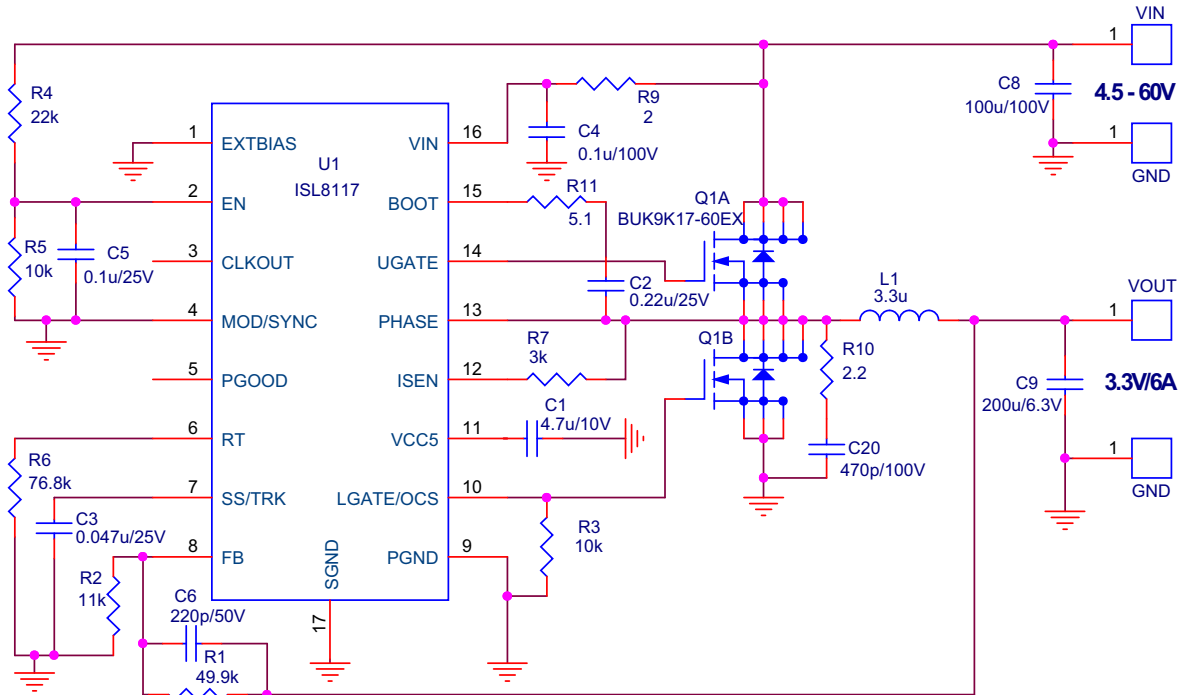 VIN
1
4.5 - 60V
C8
100u/100V
1
GND
R4
22k
R9
2
C4
0.1u/100V
U1
ISL8117
1
EXTBIAS
VIN
16
2
EN
BOOT
15
R11
5.1
Q1A
BUK9K17-60EX
R5
10k
C5
0.1u/25V
3
CLKOUT
UGATE
14
C2
0.22u/25V
L1
3.3u
VOUT
1
4
MOD/SYNC
PHASE
13
R7
3k
Q1B
R10
2.2
5
PGOOD
ISEN
12
C9
200u/6.3V
3.3V/6A
C1
4.7u/10V
6
RT
VCC5
11
C20
470p/100V
1
GND
R6
76.8k
7
SS/TRK
LGATE/OCS
10
C3
0.047u/25V
R3
10k
8
FB
PGND
9
SGND
17
R2
11k
C6
220p/50V
R1
49.9k